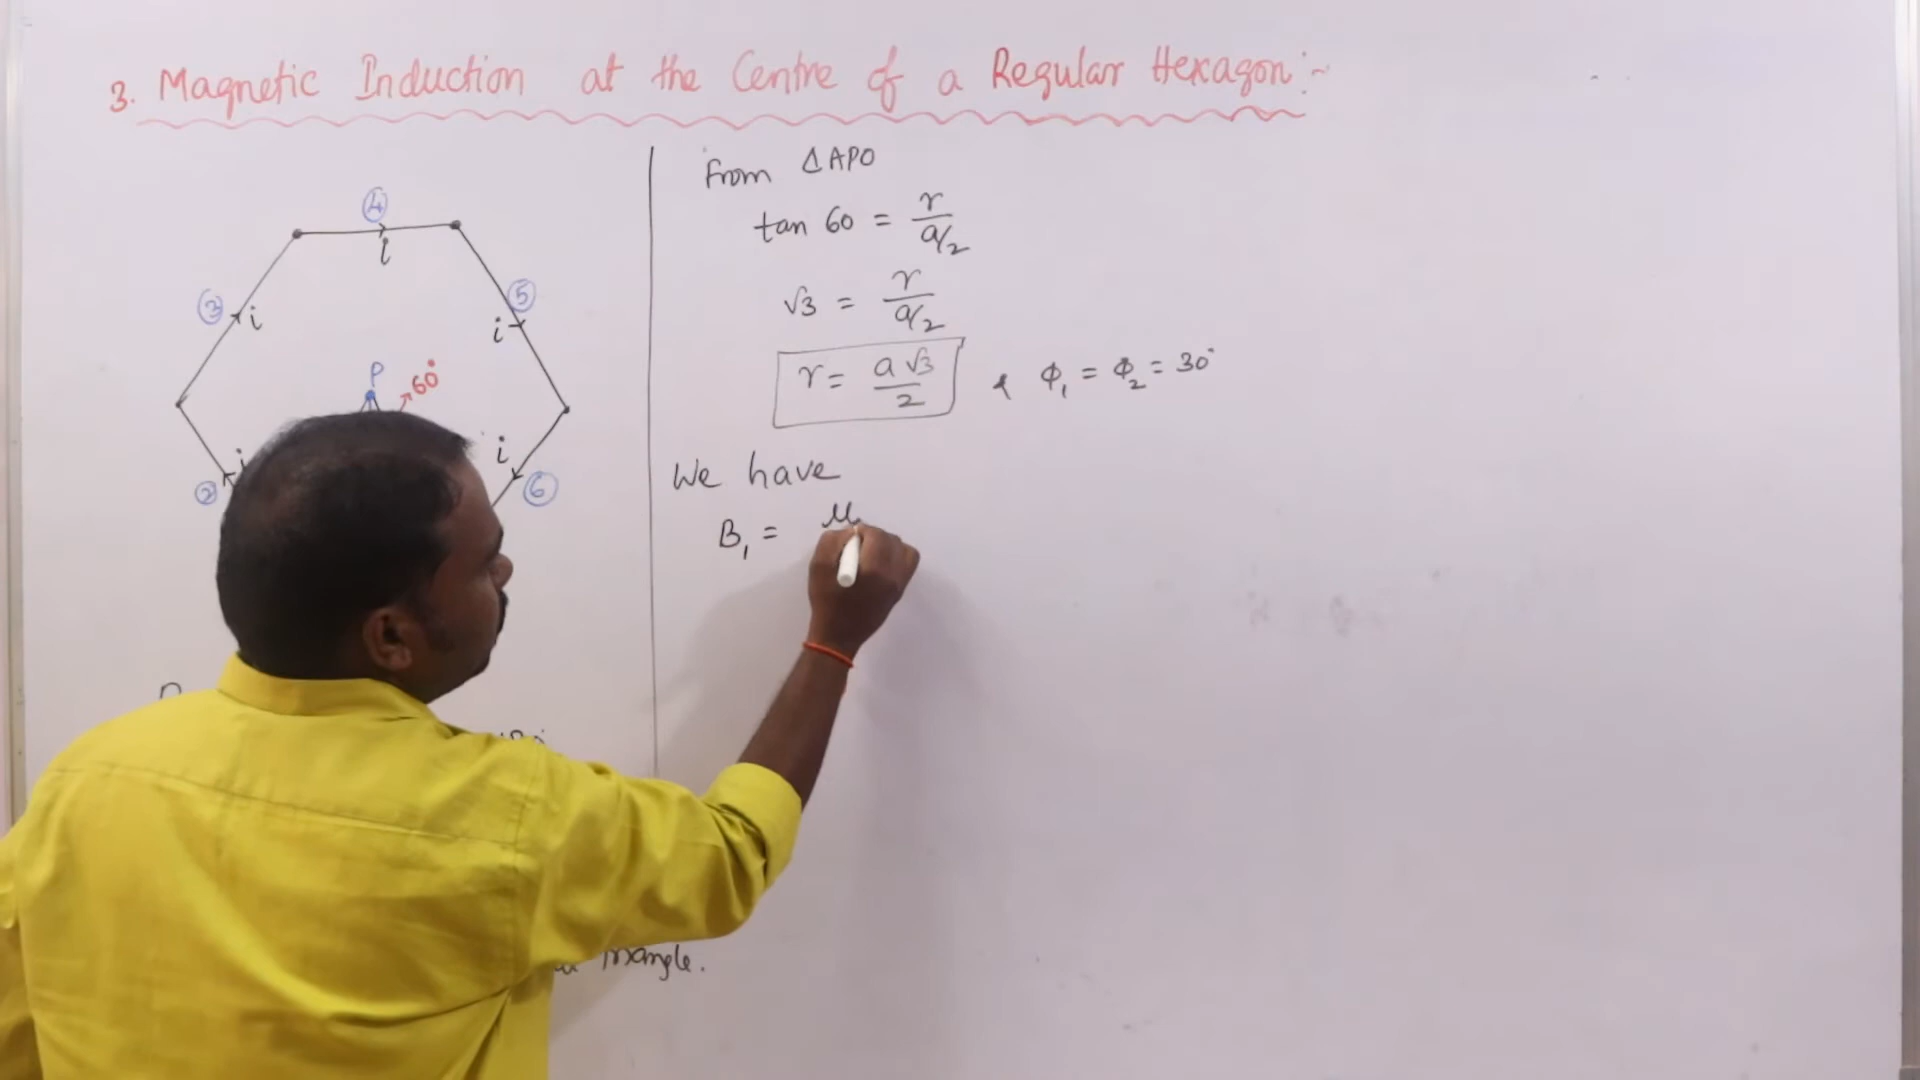 3. Magnetic Induction at the Centre of a Regular Hexagon:-
④
i
③
i
⑤
i
P
60°
i
②
i
⑥
triangle.
From △APO
tan 60 = r / a/2
√3 = r / a/2
r = a√3 / 2 & ϕ₁ = ϕ₂ = 30°
We have
B₁ = μ